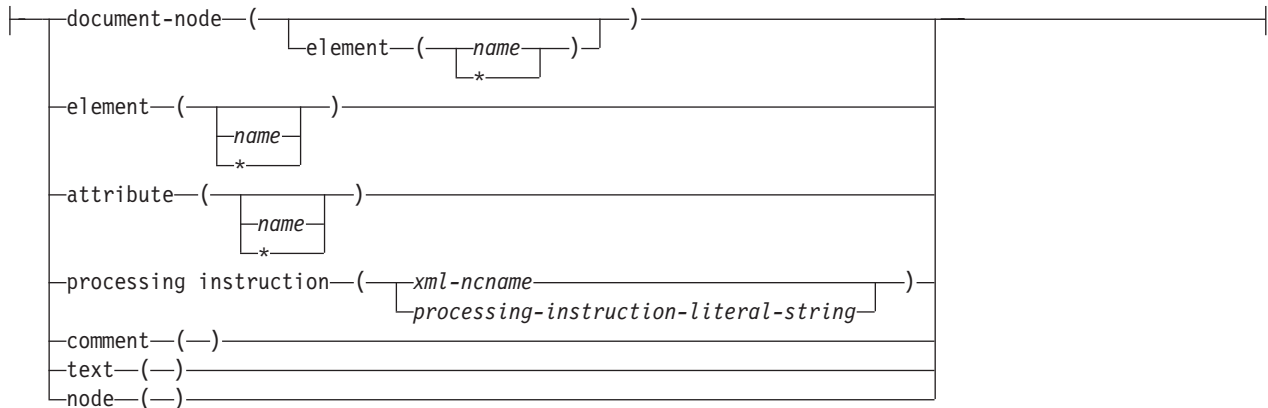 document-node ( )
element ( name )
*
element ( )
name
*
attribute ( )
name
*
processing instruction ( xml-ncname )
processing-instruction-literal-string
comment ( )
text ( )
node ( )